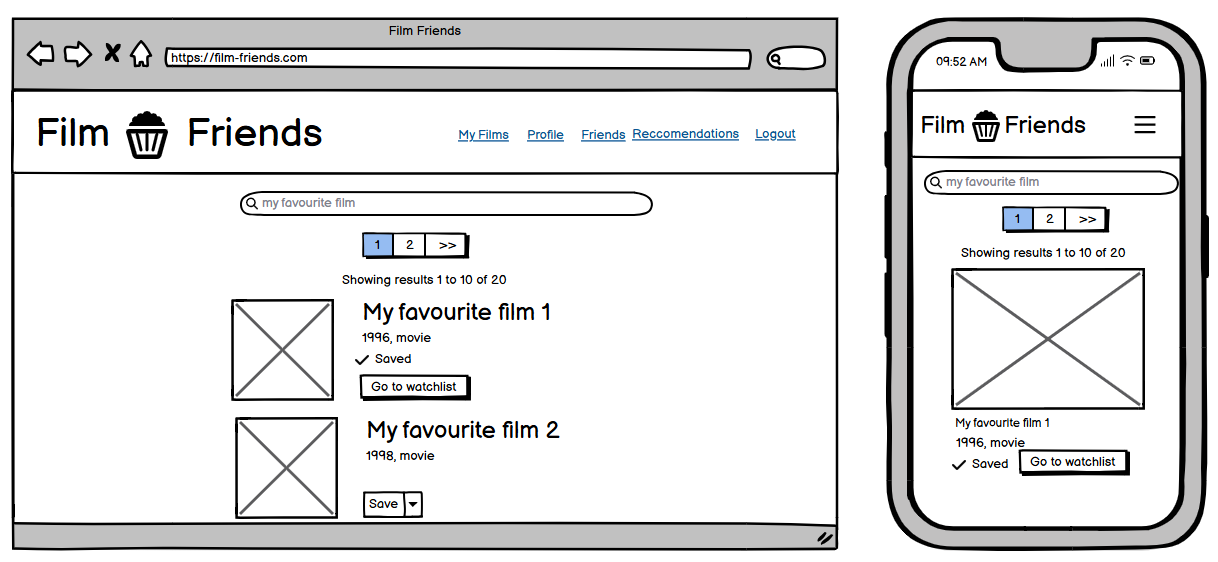 Film Friends
https://film-friends.com
Film Friends
My Films Profile Friends Reccomendations Logout
my favourite film
1 2 >>
Showing results 1 to 10 of 20
My favourite film 1
1996, movie
Saved
Go to watchlist
My favourite film 2
1998, movie
Save
09:52 AM
Film Friends
my favourite film
1 2 >>
Showing results 1 to 10 of 20
My favourite film 1
1996, movie
Saved Go to watchlist